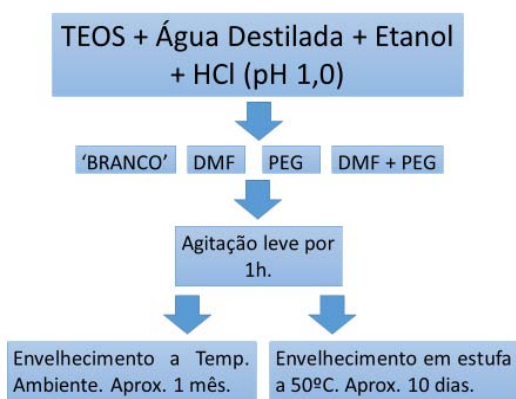 TEOS + Água Destilada + Etanol
+ HCl (pH 1,0)
‘BRANCO’ DMF PEG DMF + PEG
Agitação leve por
1h.
Envelhecimento a Temp.
Ambiente. Aprox. 1 mês.
Envelhecimento em estufa
a 50ºC. Aprox. 10 dias.